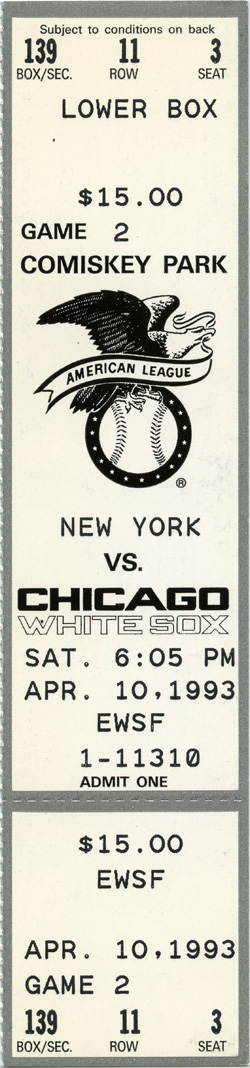 Subject to conditions on back
139 11 3
BOX/SEC. ROW SEAT
LOWER BOX
$15.00
GAME 2
COMISKEY PARK
AMERICAN LEAGUE
®
NEW YORK
VS.
CHICAGO
WHITE SOX
SAT. 6:05 PM
APR. 10,1993
EWSF
1-11310
ADMIT ONE
$15.00
EWSF
APR. 10,1993
GAME 2
139 11 3
BOX/SEC. ROW SEAT